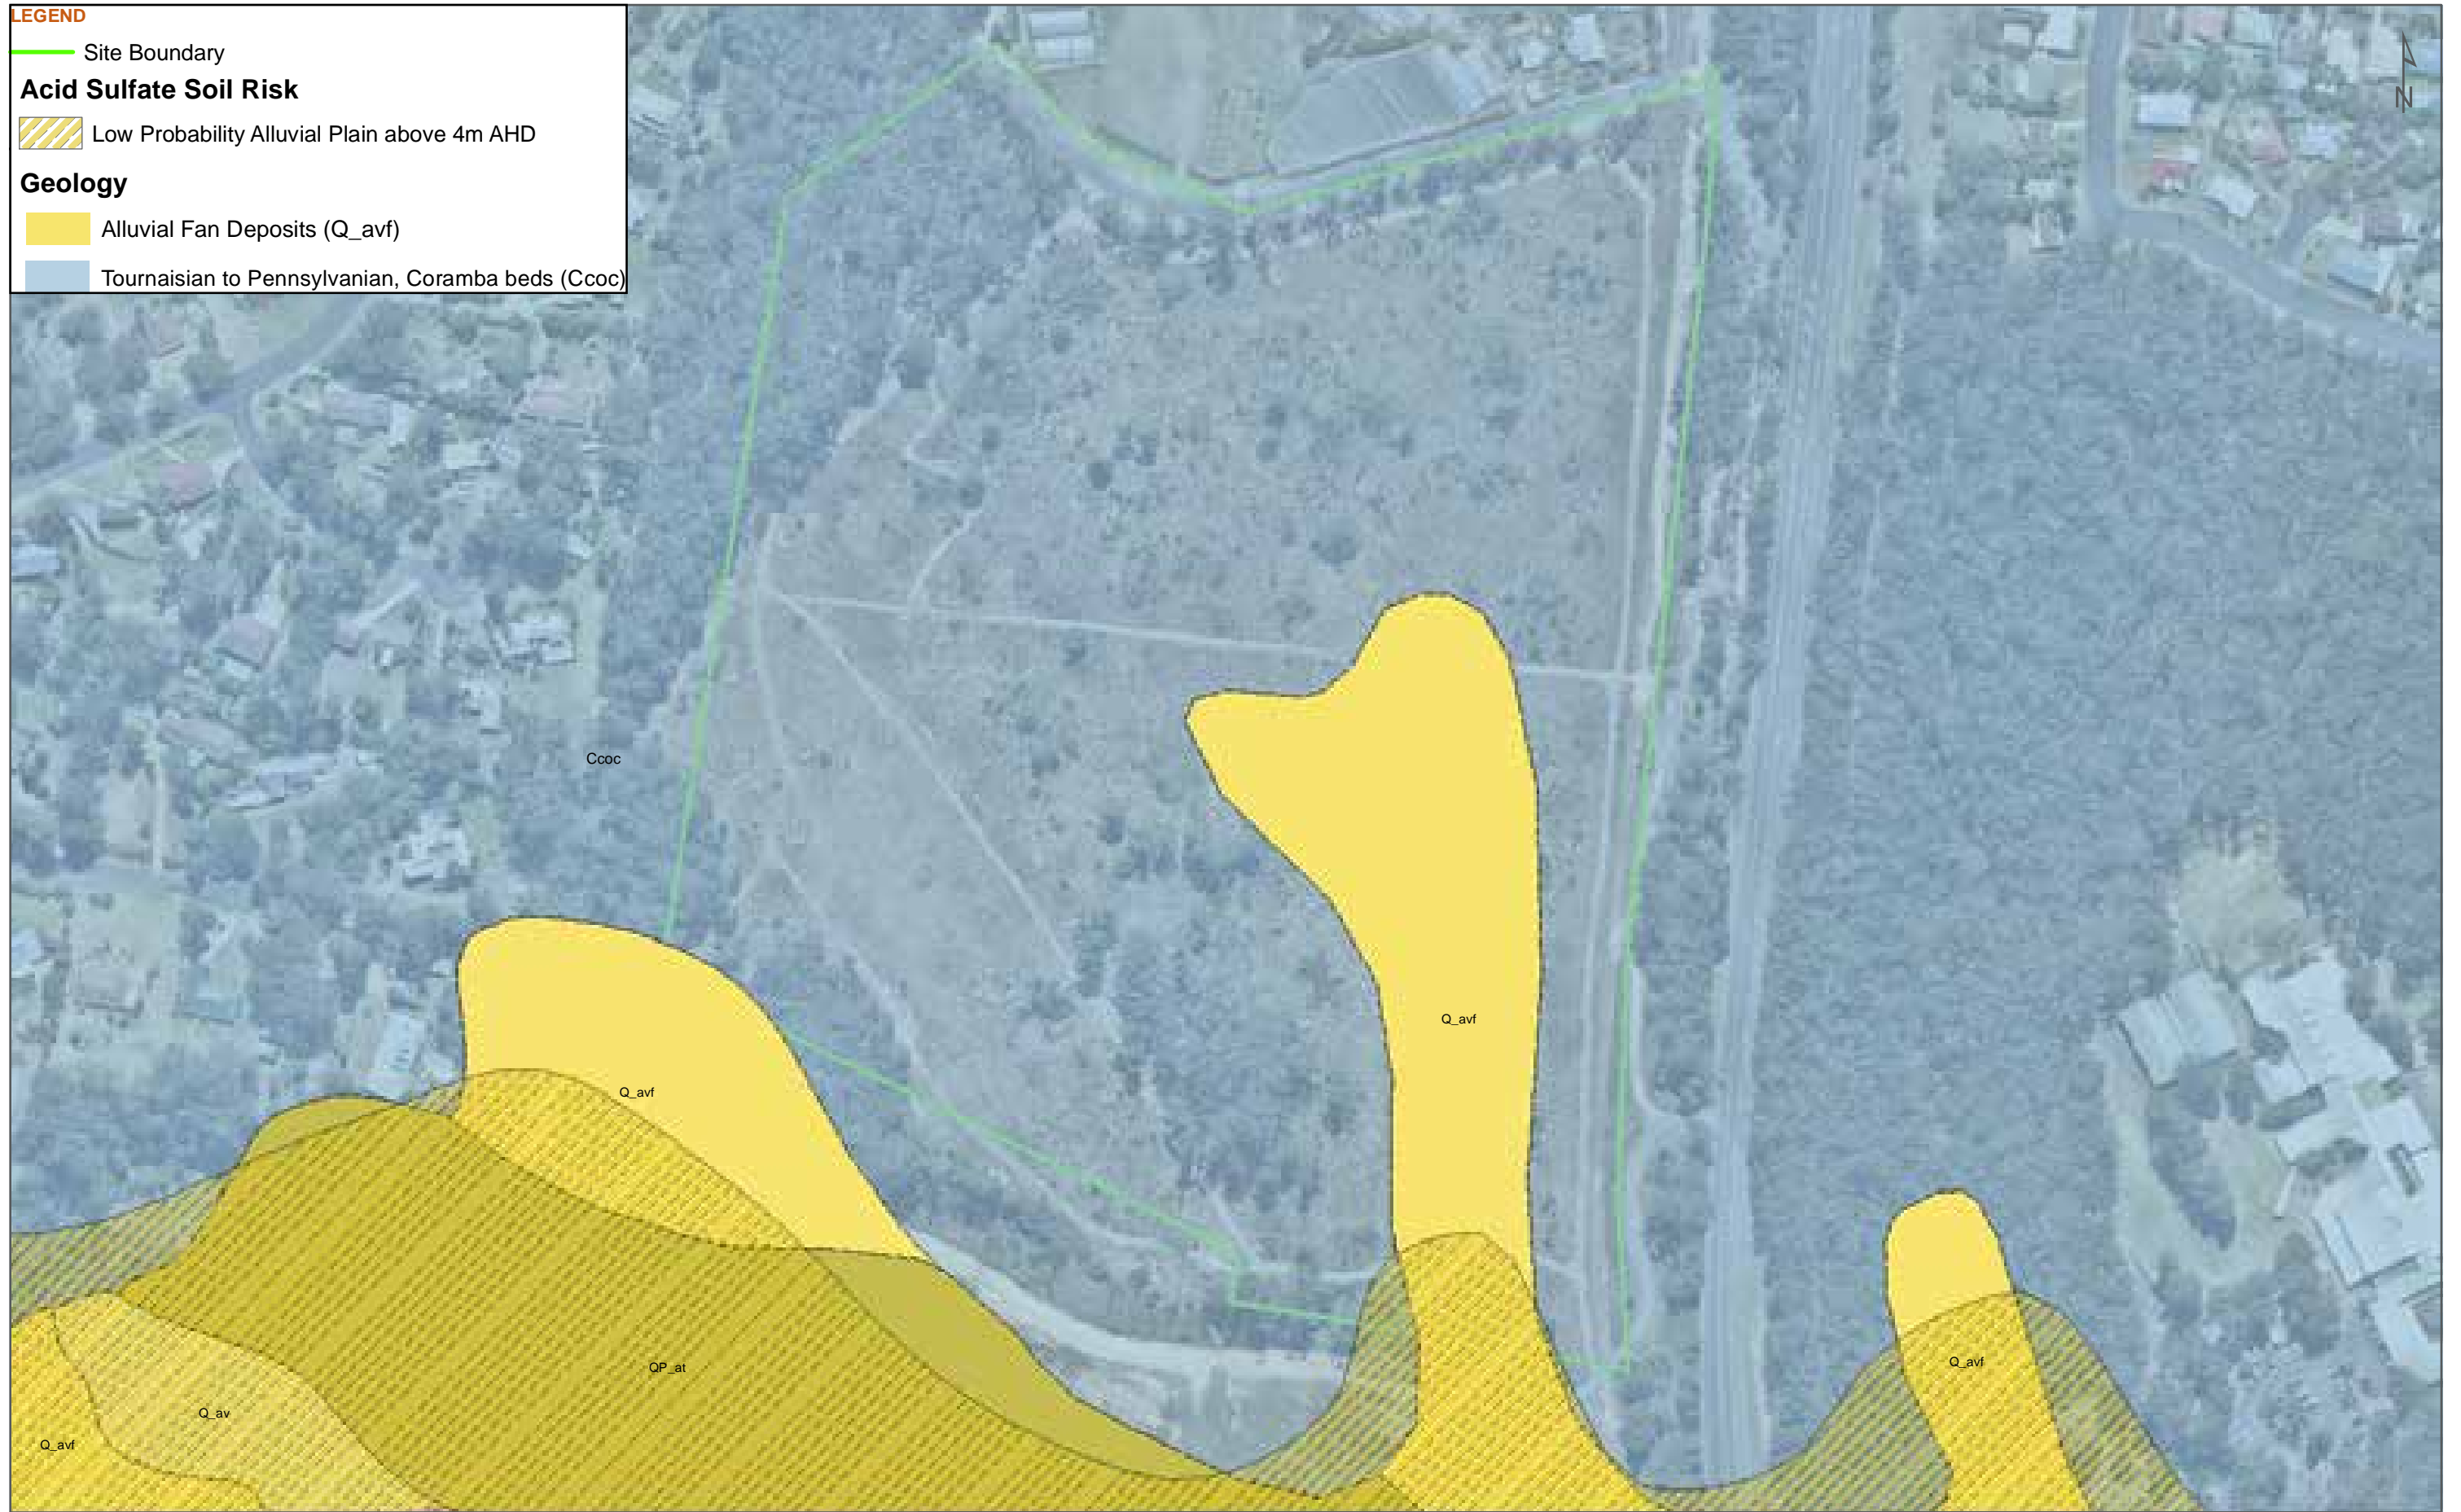 LEGEND
Site Boundary
Acid Sulfate Soil Risk
Low Probability Alluvial Plain above 4m AHD
Geology
Alluvial Fan Deposits (Q_avf)
Tournaisian to Pennsylvanian, Coramba beds (Ccoc)
N
Ccoc
Q_avf
Q_avf
Q_avf
QP_at
Q_av
Q_avf